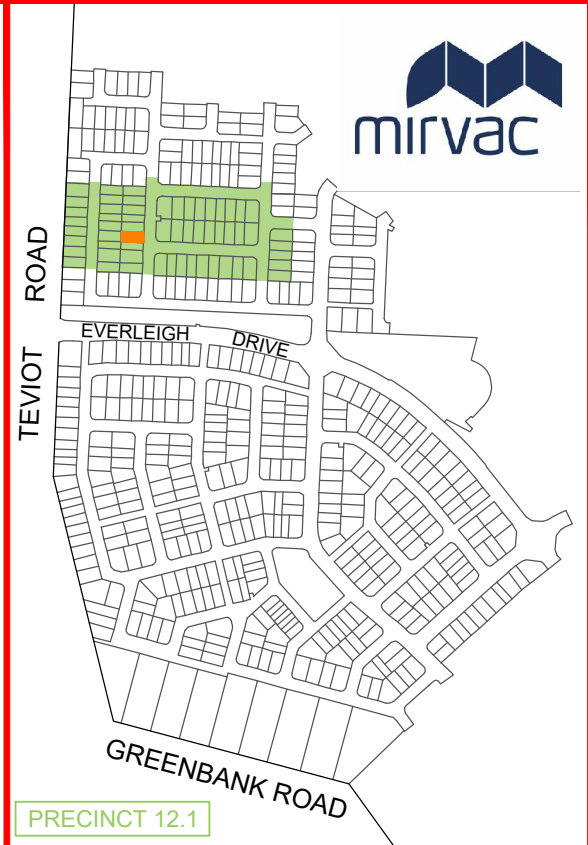 mirvac
TEVIOT ROAD
EVERLEIGH DRIVE
GREENBANK ROAD
PRECINCT 12.1